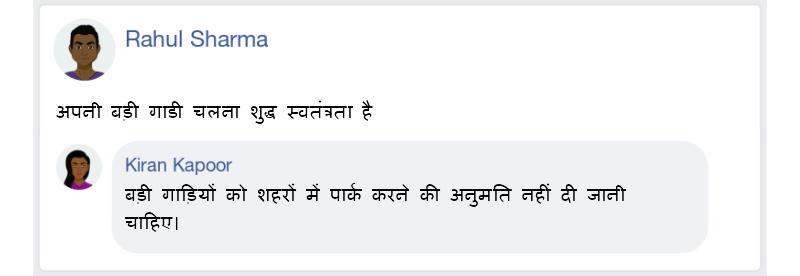 Rahul Sharma
अपनी बड़ी गाडी चलना शुद्ध स्वतंत्रता है
Kiran Kapoor
बड़ी गाड़ियों को शहरों में पार्क करने की अनुमति नहीं दी जानी
चाहिए।